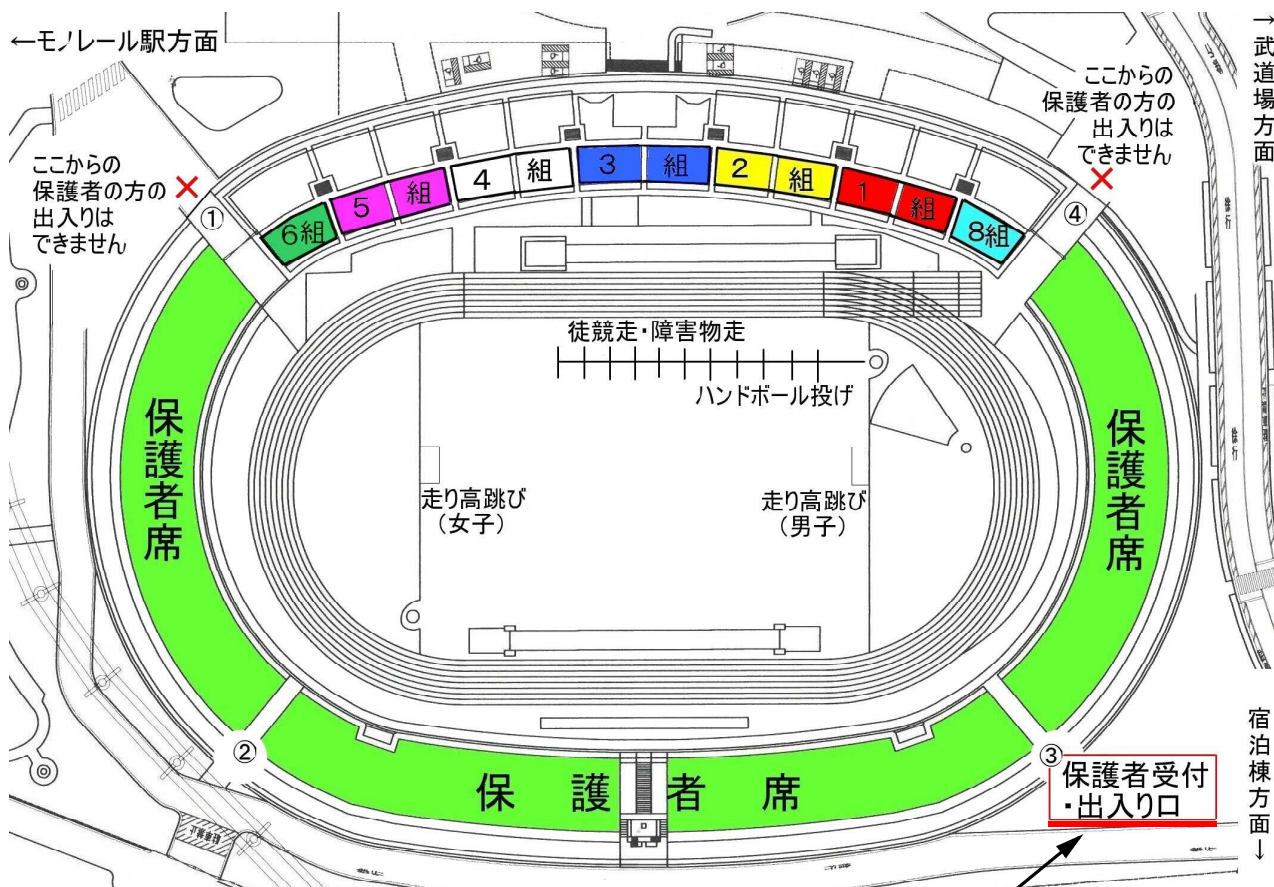 ←モノレール駅方面
→武道場方面
ここからの
保護者の方の
出入りは
できません
ここからの
保護者の方の
出入りは
できません
①
④
6組
5 組
4 組
3 組
2 組
1 組
8組
徒競走・障害物走
ハンドボール投げ
走り高跳び
(女子)
走り高跳び
(男子)
保護者席
保護者席
②
③
保護者席
保護者受付
・出入り口
宿泊棟方面→